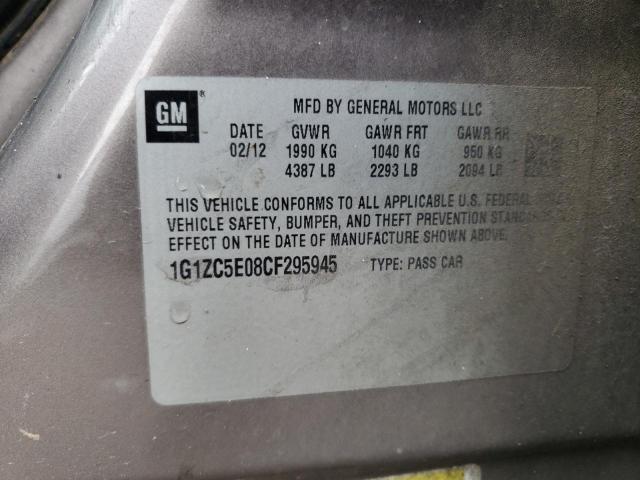 GM®
MFD BY GENERAL MOTORS LLC
DATE GVWR GAWR FRT GAWR RR
02/12 1990 KG 1040 KG 950 KG
4387 LB 2293 LB 2094 LB
THIS VEHICLE CONFORMS TO ALL APPLICABLE U.S. FEDERAL
VEHICLE SAFETY, BUMPER, AND THEFT PREVENTION STANDARDS
EFFECT ON THE DATE OF MANUFACTURE SHOWN ABOVE.
1G1ZC5E08CF295945 TYPE: PASS CAR